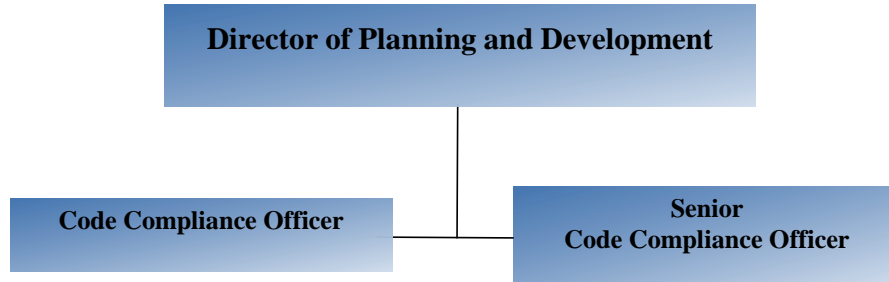 Director of Planning and Development
Code Compliance Officer
Senior
Code Compliance Officer